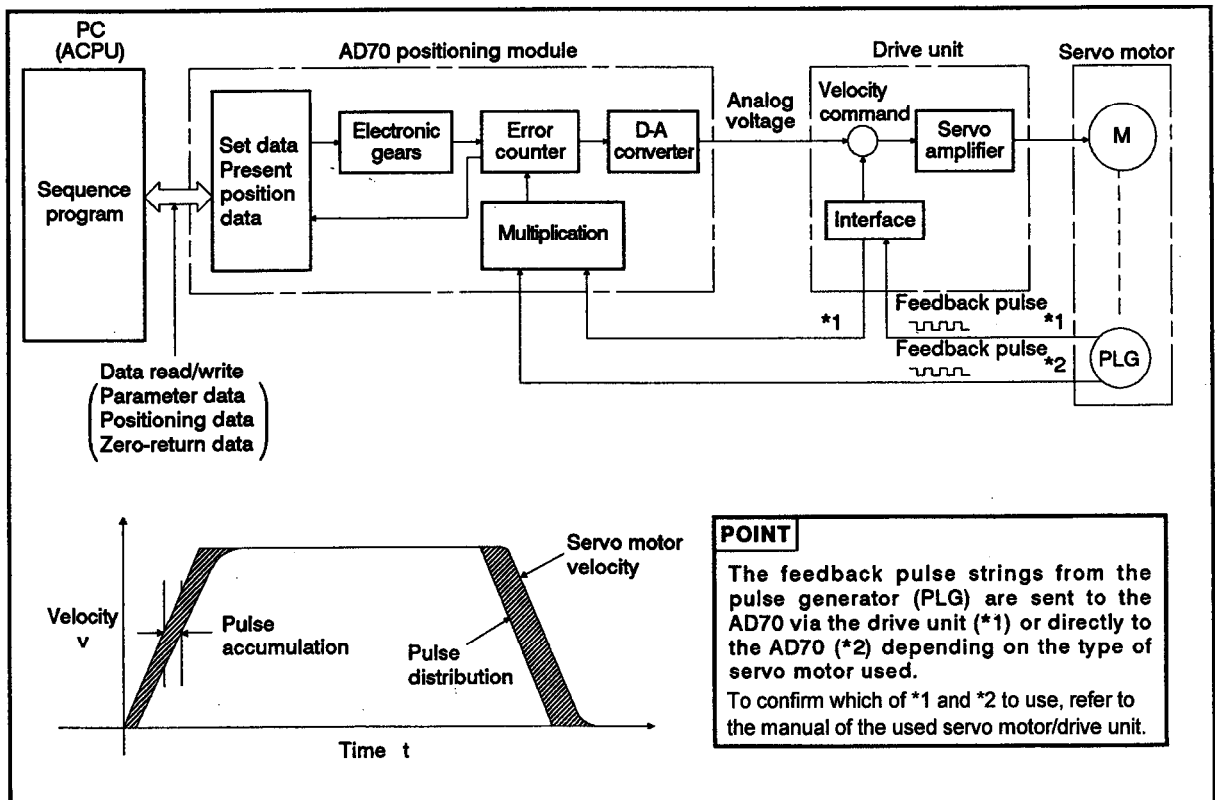 PC
(ACPU)
AD70 positioning module
Drive unit
Servo motor
Sequence
program
Set data
Present
position
data
Electronic
gears
Error
counter
D-A
converter
Analog
voltage
Velocity
command
Servo
amplifier
M
Multiplication
Interface
*1
Feedback pulse
*1
Feedback pulse
*2
PLG
Data read/write
Parameter data
Positioning data
Zero-return data
Velocity
v
Pulse
accumulation
Pulse
distribution
Servo motor
velocity
Time t
POINT
The feedback pulse strings from the
pulse generator (PLG) are sent to the
AD70 via the drive unit (*1) or directly to
the AD70 (*2) depending on the type of
servo motor used.
To confirm which of *1 and *2 to use, refer to
the manual of the used servo motor/drive unit.